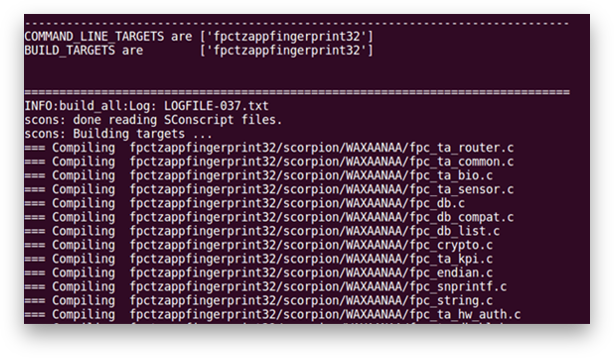 --------------------------------------------------------------------------------
COMMAND_LINE_TARGETS are ['fpctzappfingerprint32']
BUILD_TARGETS are        ['fpctzappfingerprint32']
================================================================================
INFO:build_all:Log: LOGFILE-037.txt
scons: done reading SConscript files.
scons: Building targets ...
=== Compiling  fpctzappfingerprint32/scorpion/WAXAANAA/fpc_ta_router.c
=== Compiling  fpctzappfingerprint32/scorpion/WAXAANAA/fpc_ta_common.c
=== Compiling  fpctzappfingerprint32/scorpion/WAXAANAA/fpc_ta_bio.c
=== Compiling  fpctzappfingerprint32/scorpion/WAXAANAA/fpc_ta_sensor.c
=== Compiling  fpctzappfingerprint32/scorpion/WAXAANAA/fpc_db.c
=== Compiling  fpctzappfingerprint32/scorpion/WAXAANAA/fpc_db_compat.c
=== Compiling  fpctzappfingerprint32/scorpion/WAXAANAA/fpc_db_list.c
=== Compiling  fpctzappfingerprint32/scorpion/WAXAANAA/fpc_crypto.c
=== Compiling  fpctzappfingerprint32/scorpion/WAXAANAA/fpc_ta_kpi.c
=== Compiling  fpctzappfingerprint32/scorpion/WAXAANAA/fpc_endian.c
=== Compiling  fpctzappfingerprint32/scorpion/WAXAANAA/fpc_snprintf.c
=== Compiling  fpctzappfingerprint32/scorpion/WAXAANAA/fpc_string.c
=== Compiling  fpctzappfingerprint32/scorpion/WAXAANAA/fpc_ta_hw_auth.c